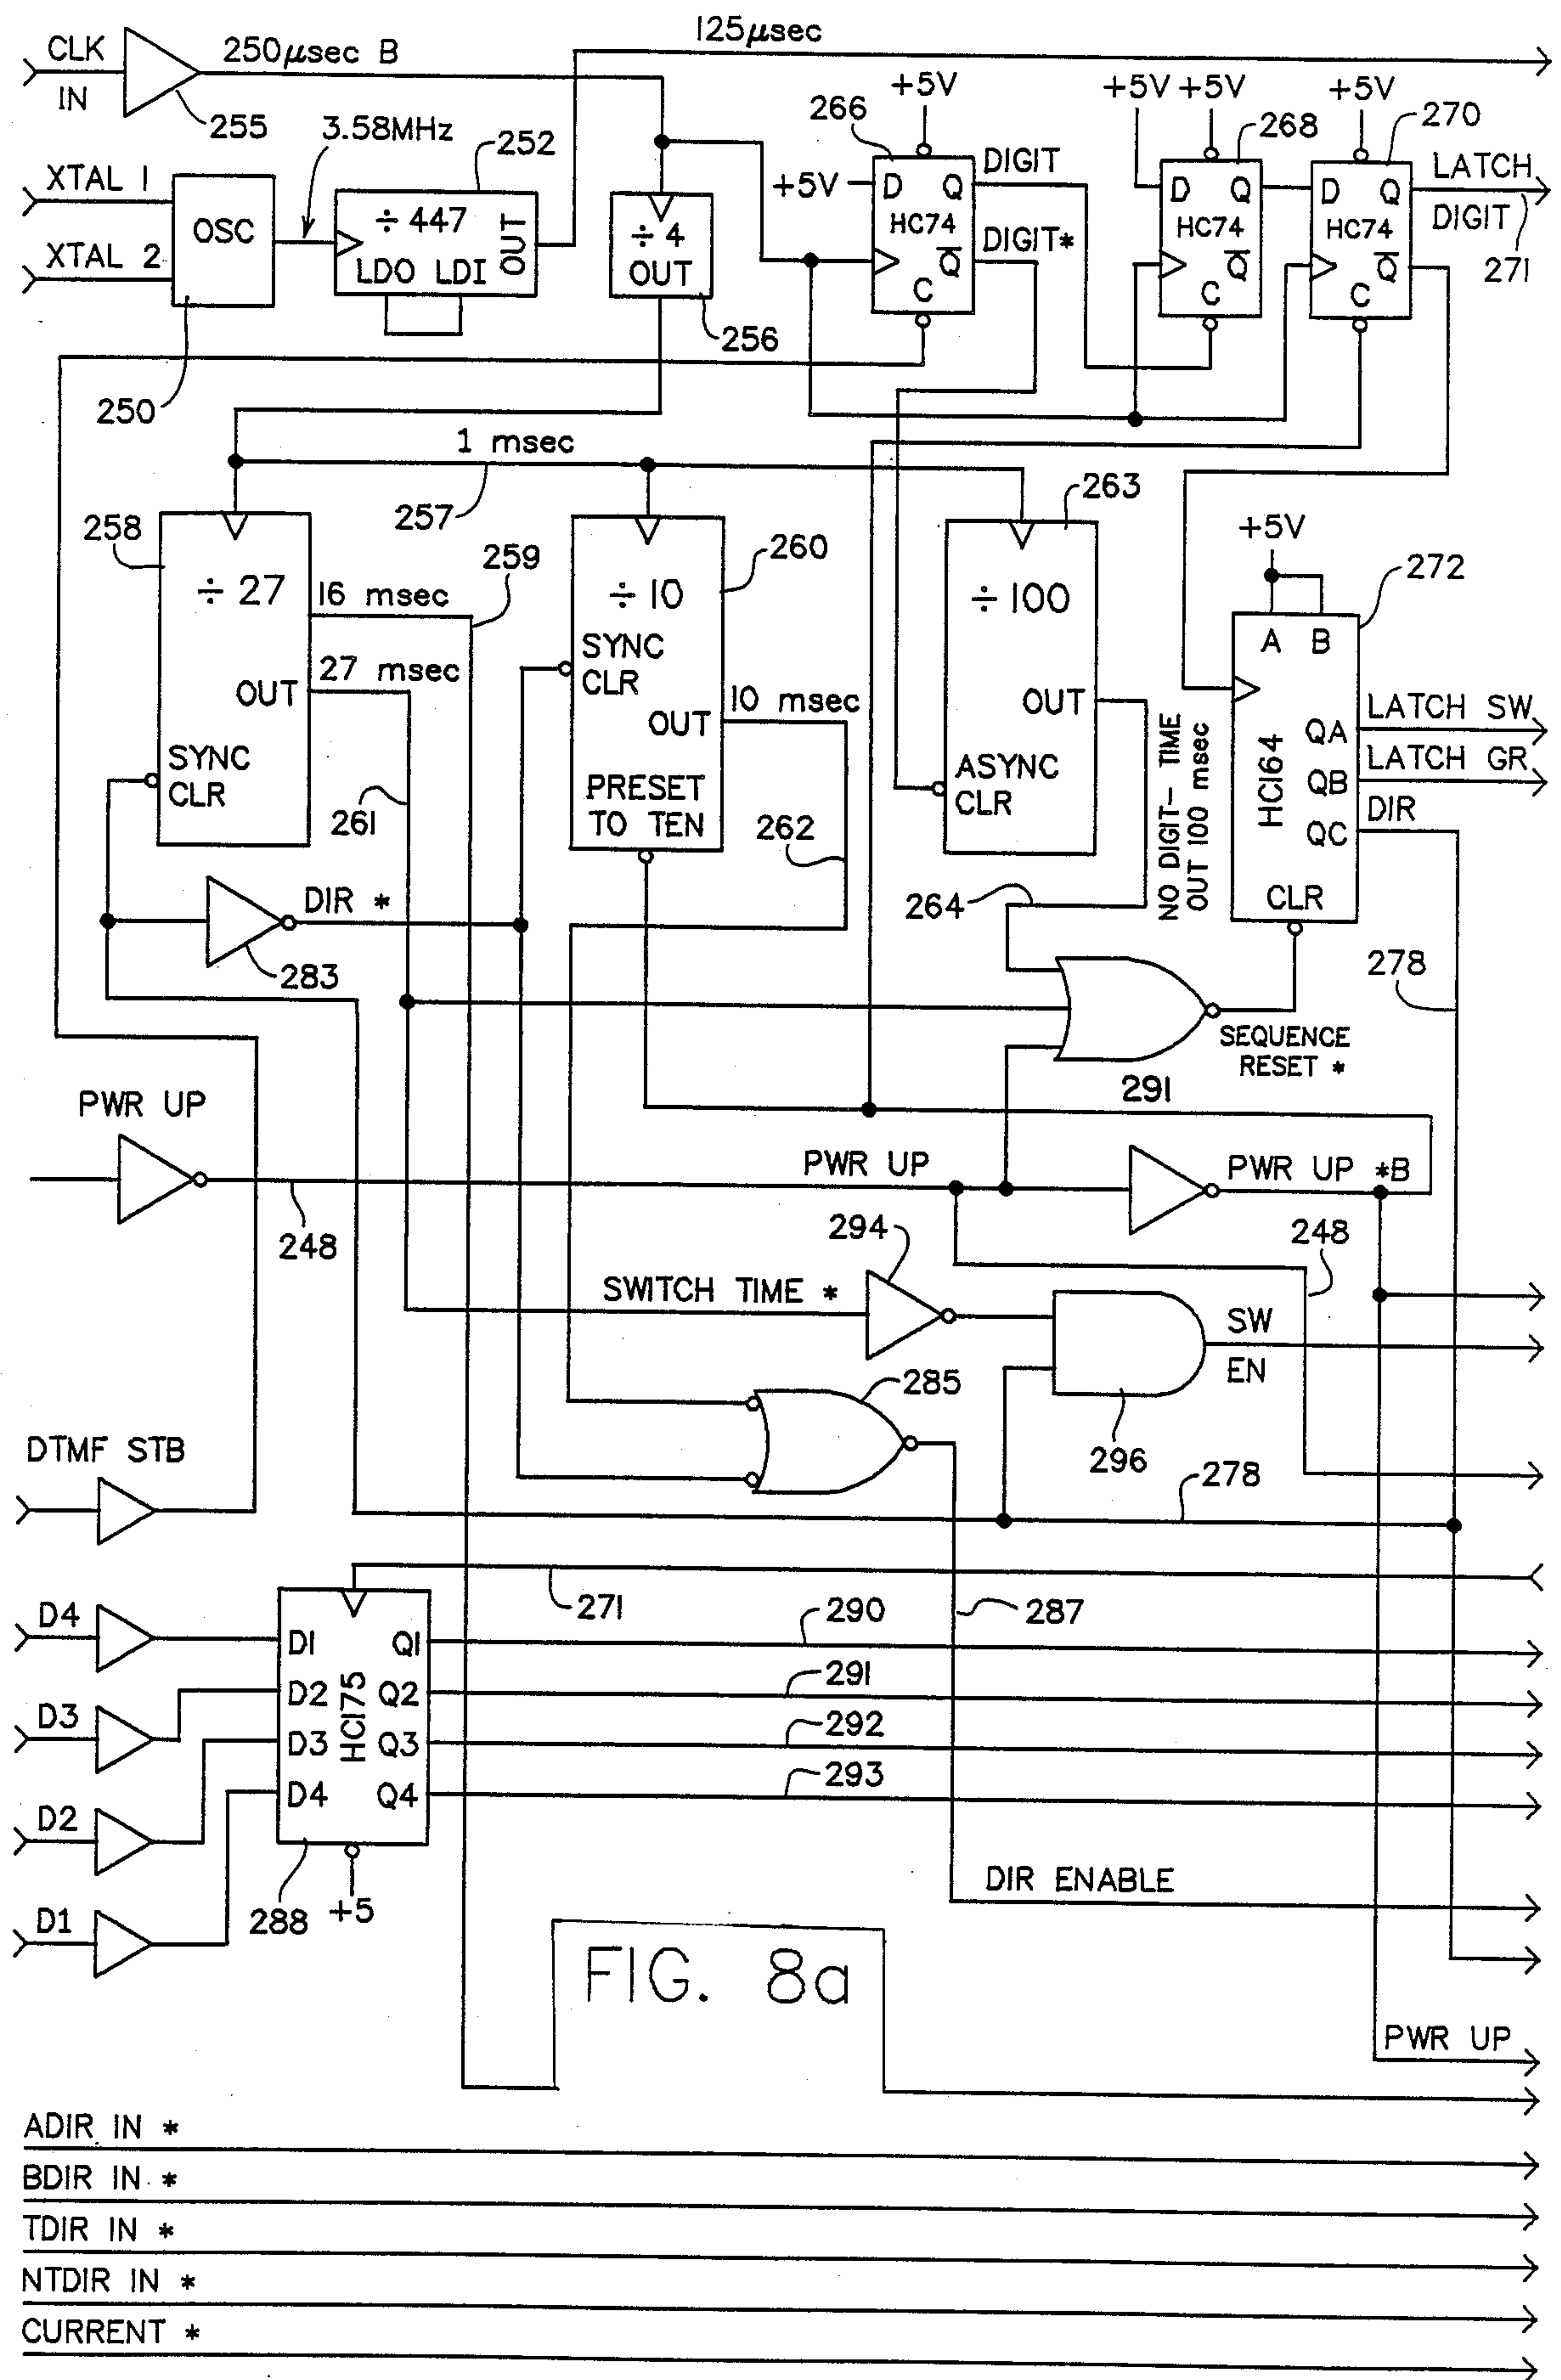 CLK
IN
255
250μsec B
125μsec
3.58MHz
252
XTAL 1
XTAL 2
OSC
250
÷ 447
LDO LDI
OUT
÷ 4
OUT
256
266
+5V
+5V
D Q
HC74
Q̅
C
DIGIT
DIGIT*
+5V +5V
268
D Q
HC74
Q̅
C
+5V
270
D Q
HC74
Q̅
C
LATCH
DIGIT
271
1 msec
257
258
÷ 27
16 msec
259
27 msec
OUT
SYNC
CLR
261
260
÷ 10
SYNC
CLR
OUT
10 msec
PRESET
TO TEN
262
263
÷ 100
OUT
ASYNC
CLR
264
NO DIGIT- TIME
OUT 100 msec
+5V
272
A B
HC164
QA
QB
QC
CLR
LATCH SW
LATCH GR
DIR
278
DIR *
283
SEQUENCE
RESET *
291
PWR UP
248
PWR UP
PWR UP *B
248
294
SWITCH TIME *
SW
EN
296
285
278
DTMF STB
271
287
D4
D3
D2
D1
D1 Q1
D2 Q2
D3 Q3
D4 Q4
HC175
288
+5
290
291
292
293
DIR ENABLE
FIG. 8a
PWR UP
ADIR IN *
BDIR IN *
TDIR IN *
NTDIR IN *
CURRENT *